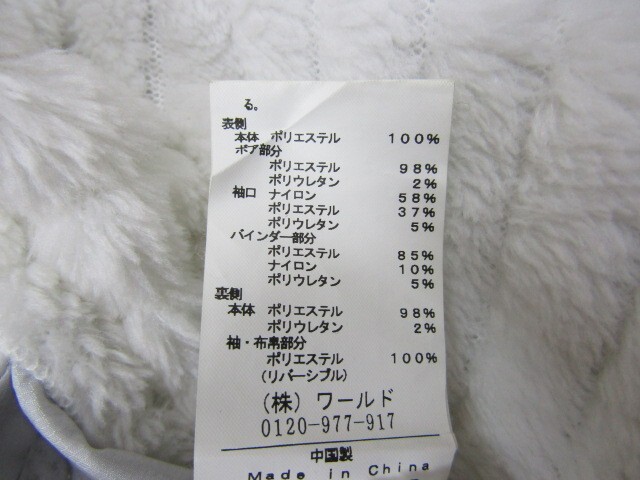 る。
表側
本体 ポリエステル 100%
ボア部分
ポリエステル 98%
ポリウレタン 2%
袖口 ナイロン 58%
ポリエステル 37%
ポリウレタン 5%
バインダー部分
ポリエステル 85%
ナイロン 10%
ポリウレタン 5%
裏側
本体 ポリエステル 98%
ポリウレタン 2%
袖・布帛部分
ポリエステル 100%
(リバーシブル)
(株) ワールド
0120-977-917
中国製
Made in China